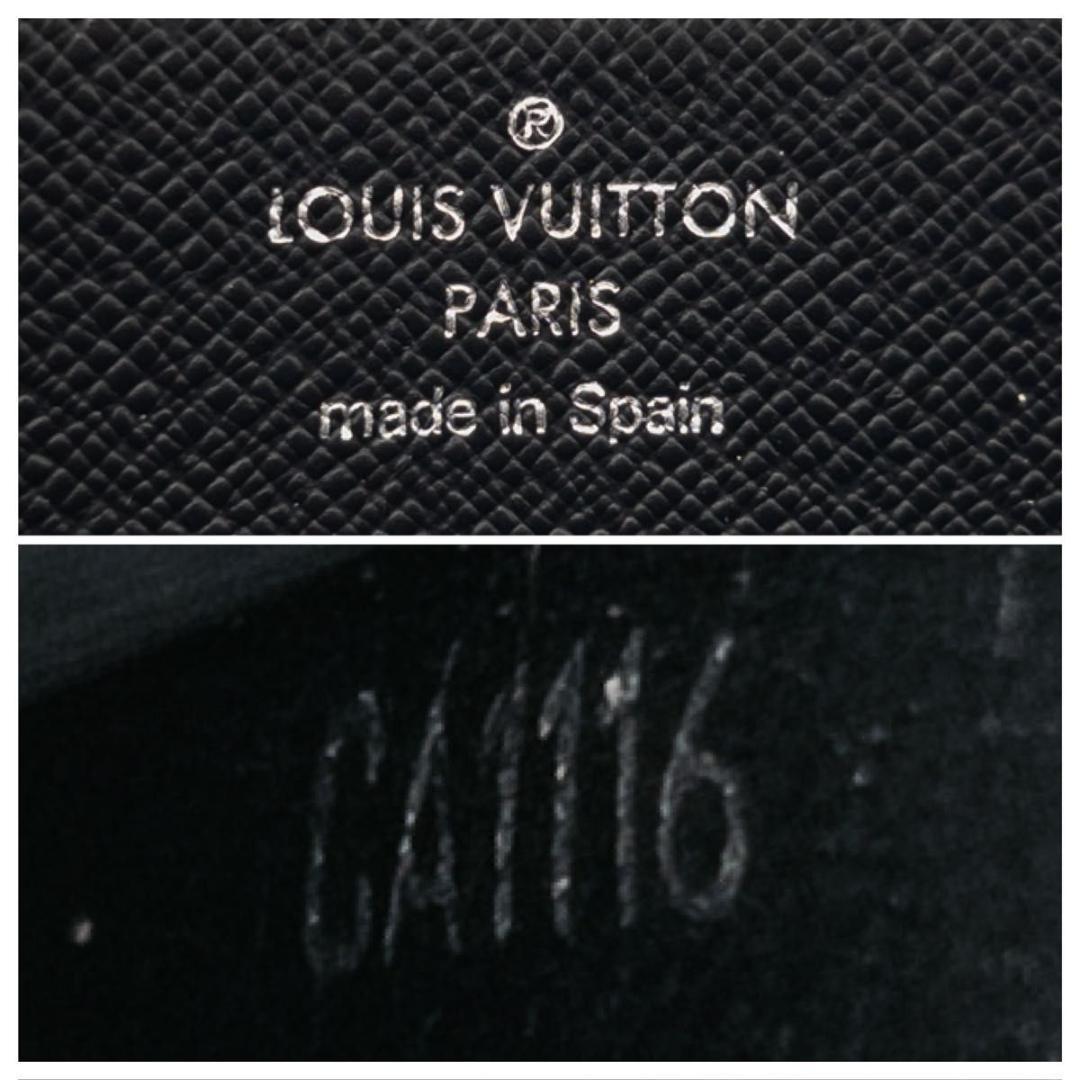 ®
LOUIS VUITTON
PARIS
made in Spain
CA1116